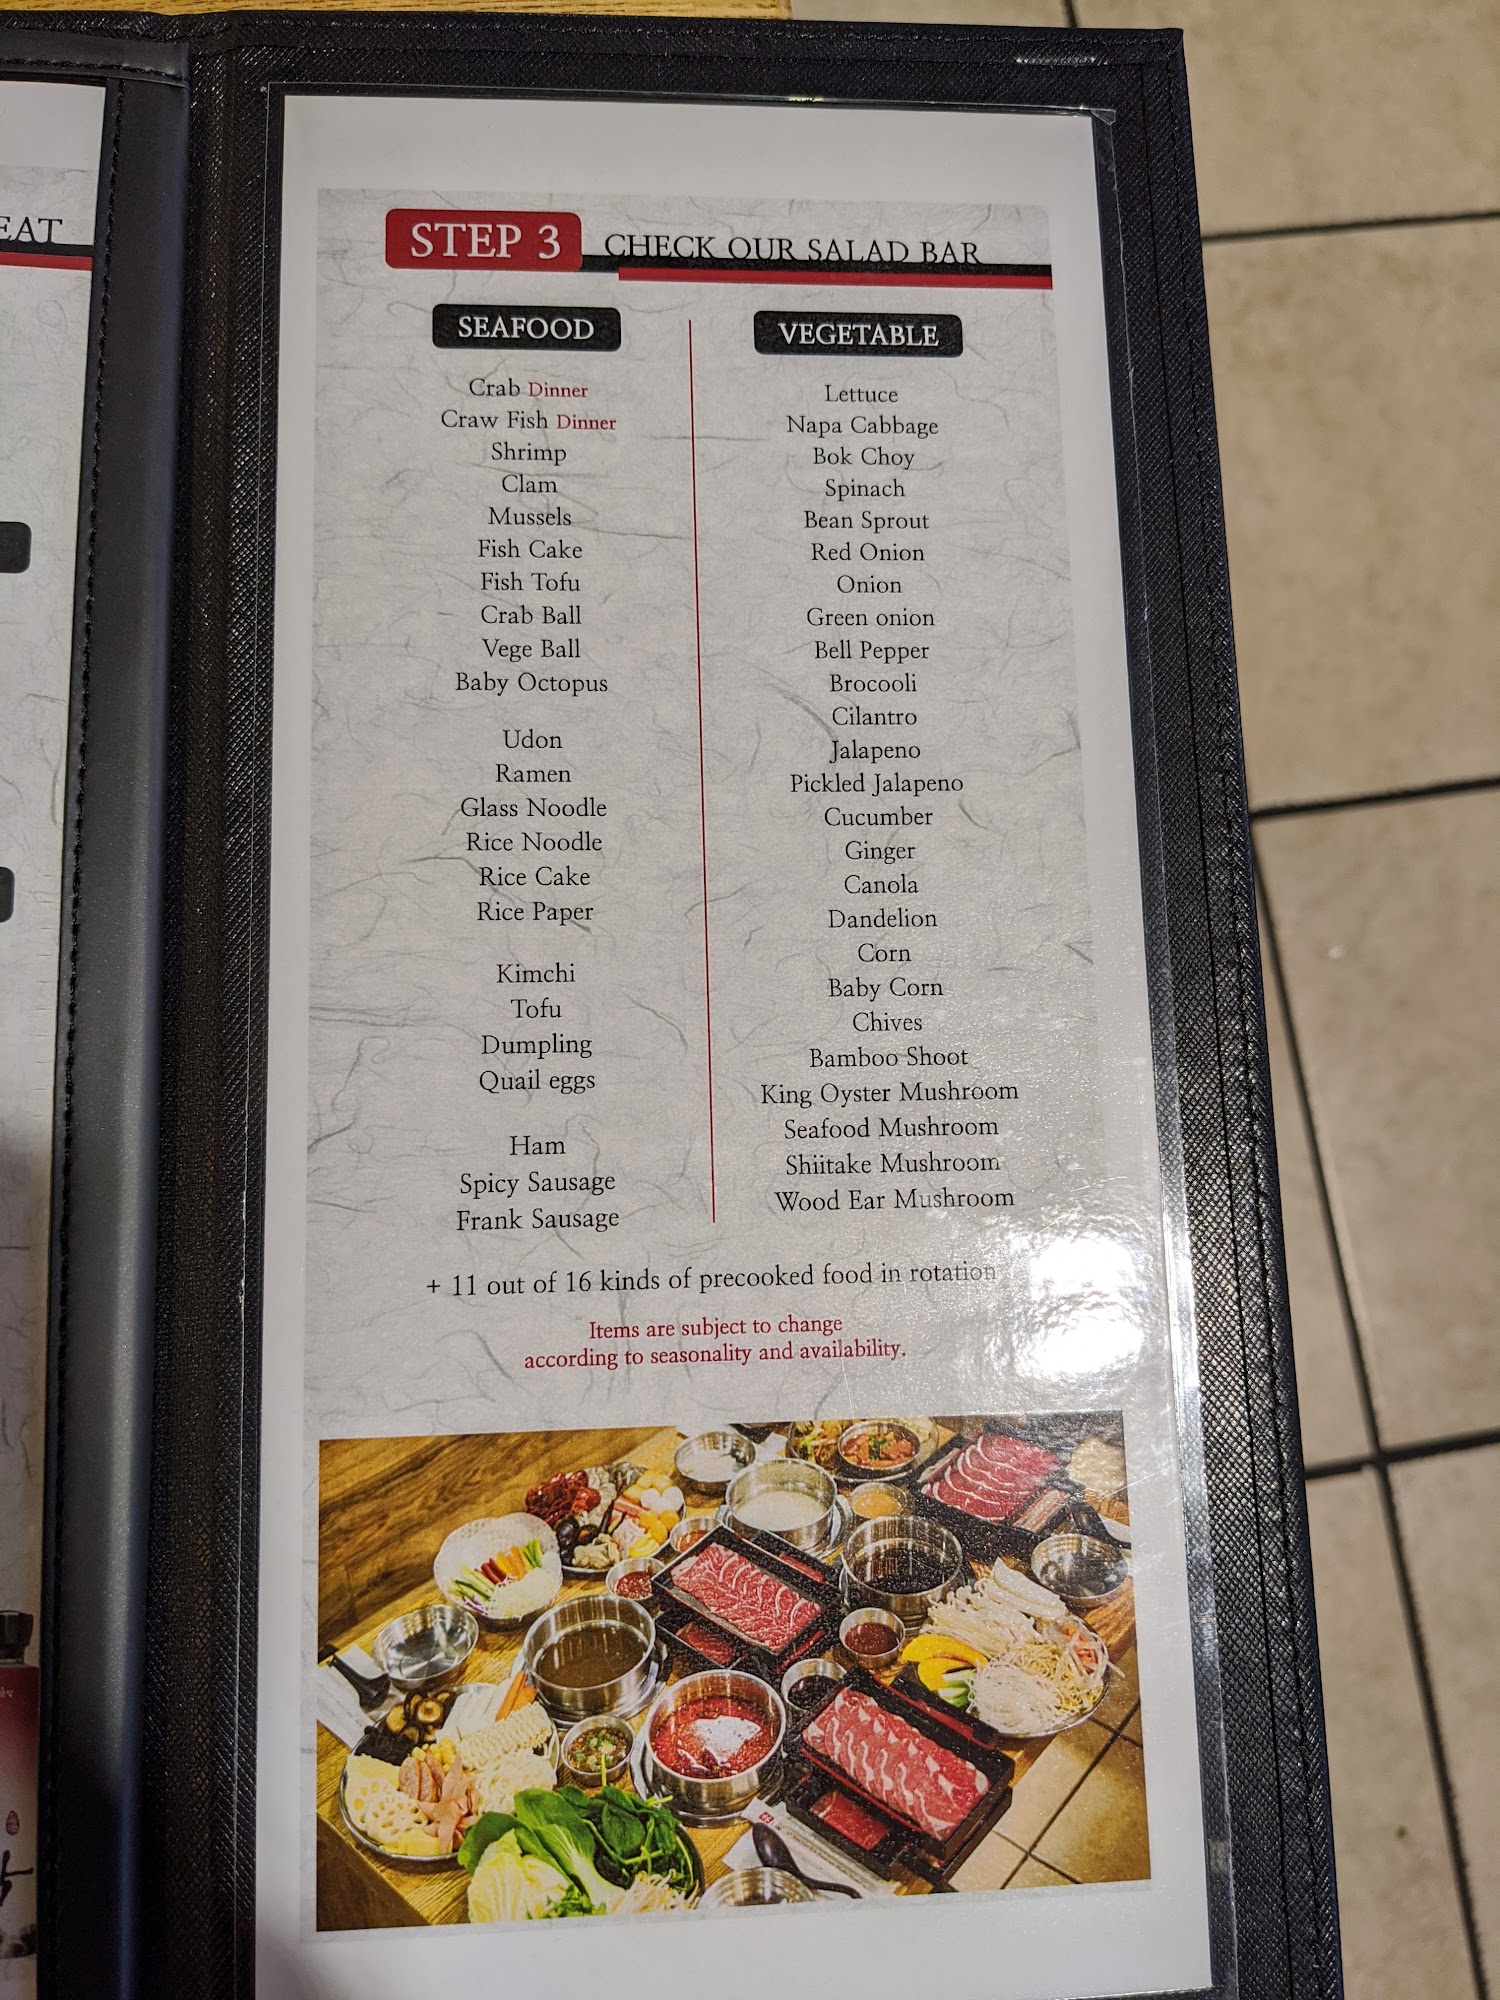 EAT
STEP 3 CHECK OUR SALAD BAR
SEAFOOD
Crab Dinner
Craw Fish Dinner
Shrimp
Clam
Mussels
Fish Cake
Fish Tofu
Crab Ball
Vege Ball
Baby Octopus
Udon
Ramen
Glass Noodle
Rice Noodle
Rice Cake
Rice Paper
Kimchi
Tofu
Dumpling
Quail eggs
Ham
Spicy Sausage
Frank Sausage
VEGETABLE
Lettuce
Napa Cabbage
Bok Choy
Spinach
Bean Sprout
Red Onion
Onion
Green onion
Bell Pepper
Brocooli
Cilantro
Jalapeno
Pickled Jalapeno
Cucumber
Ginger
Canola
Dandelion
Corn
Baby Corn
Chives
Bamboo Shoot
King Oyster Mushroom
Seafood Mushroom
Shiitake Mushroom
Wood Ear Mushroom
+ 11 out of 16 kinds of precooked food in rotation
Items are subject to change
according to seasonality and availability.